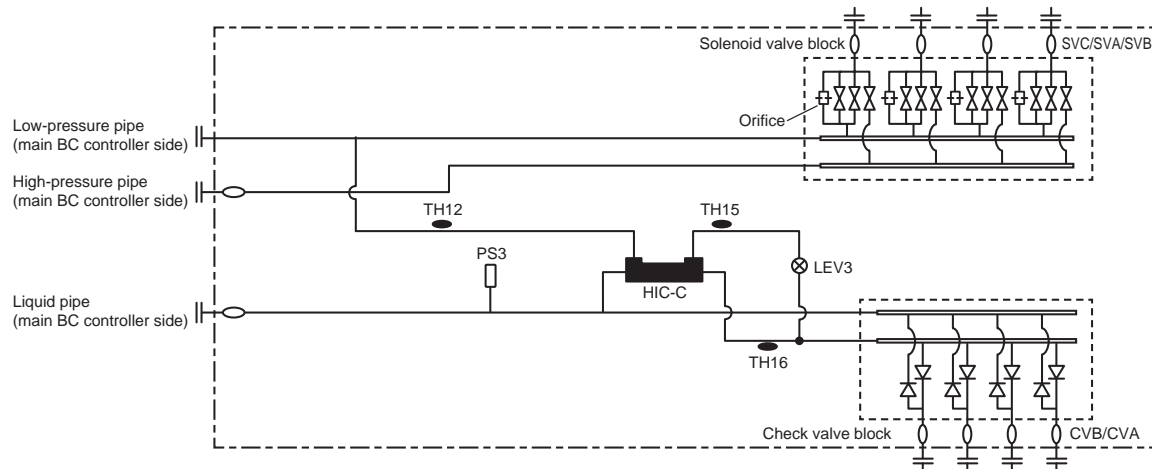 Solenoid valve block
SVC/SVA/SVB
Orifice
Low-pressure pipe
(main BC controller side)
High-pressure pipe
(main BC controller side)
TH12
TH15
PS3
LEV3
HIC-C
Liquid pipe
(main BC controller side)
TH16
Check valve block
CVB/CVA